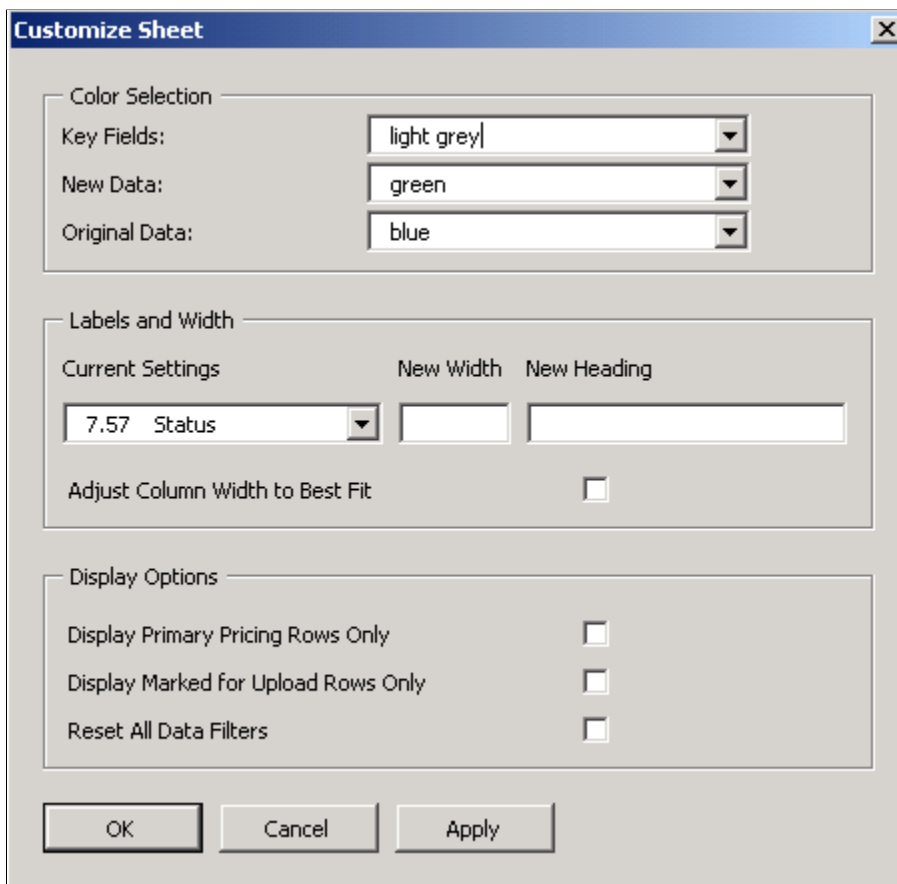 Customize Sheet
Color Selection
Key Fields: light grey
New Data: green
Original Data: blue
Labels and Width
Current Settings New Width New Heading
7.57 Status
Adjust Column Width to Best Fit
Display Options
Display Primary Pricing Rows Only
Display Marked for Upload Rows Only
Reset All Data Filters
OK Cancel Apply